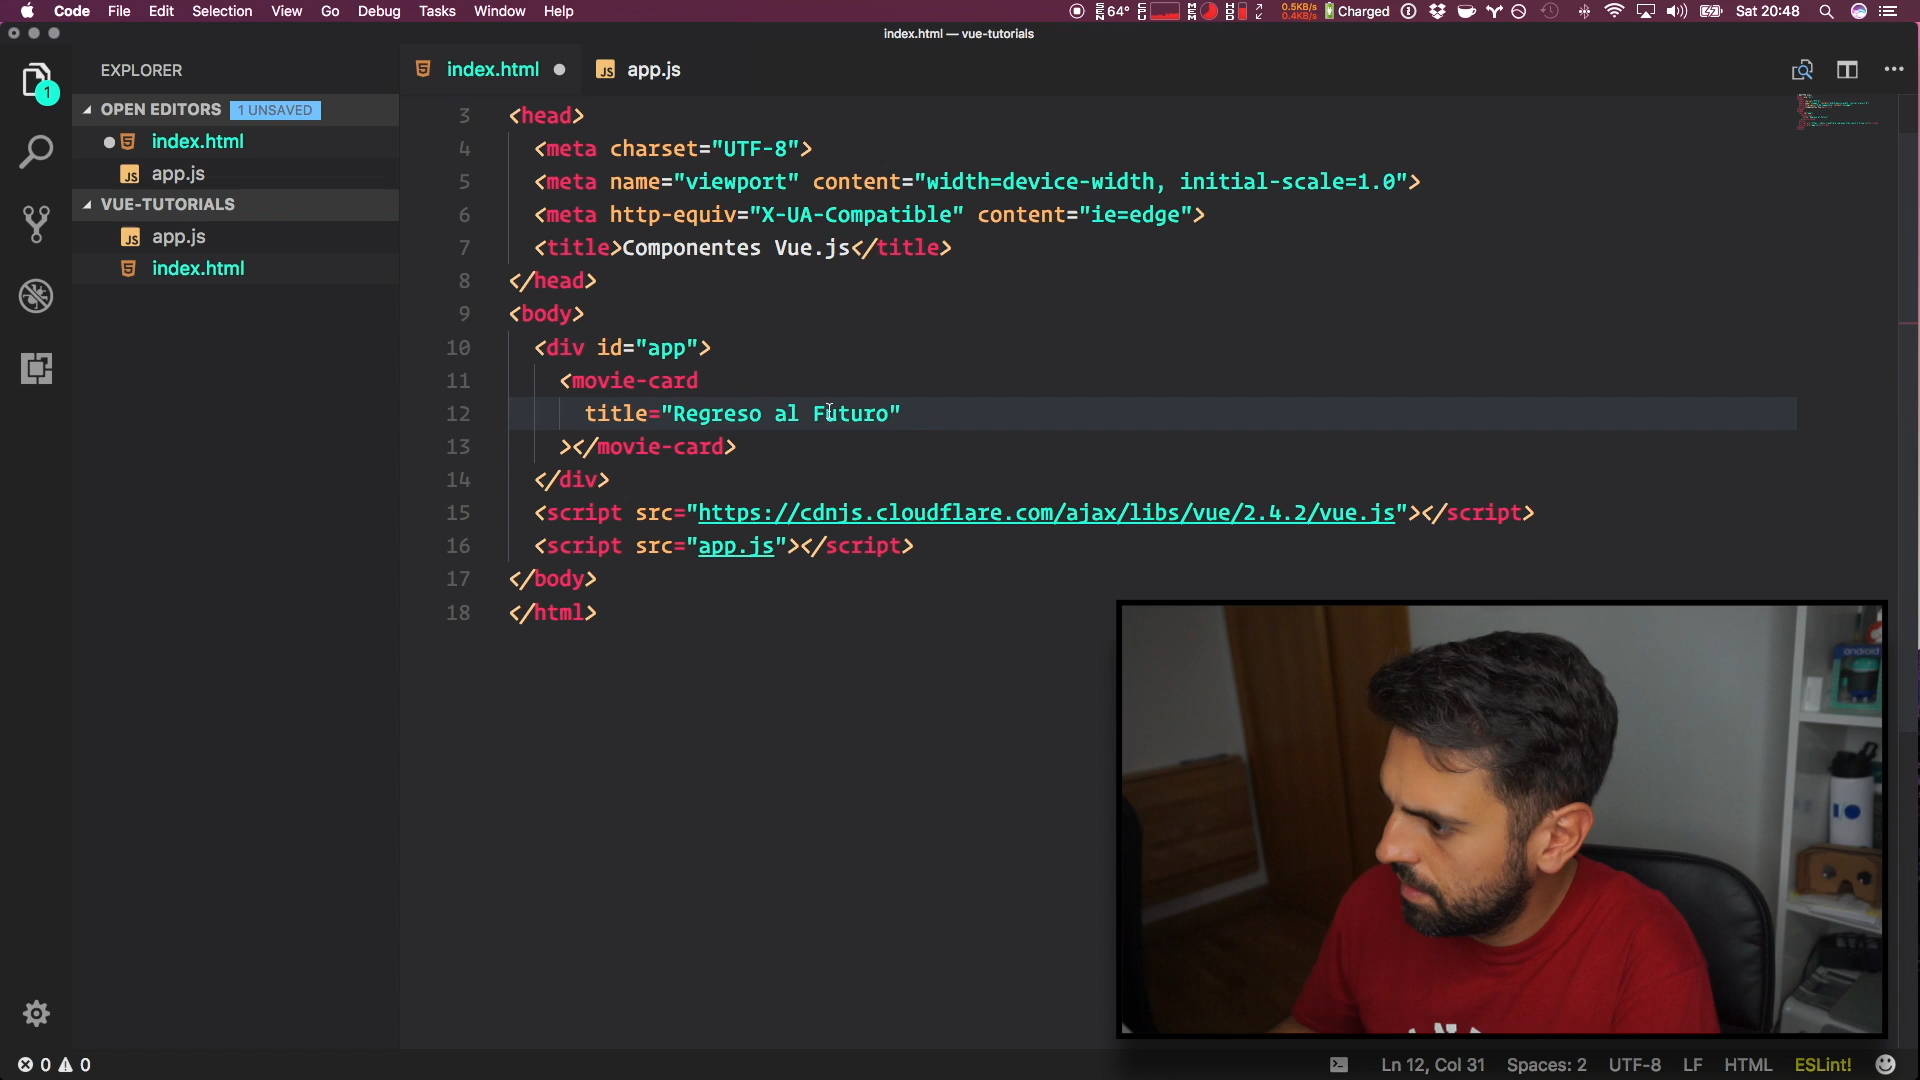 Code File Edit Selection View Go Debug Tasks Window Help
64° 0.5KB/s 0.4KB/s Charged Sat 20:48
index.html — vue-tutorials
EXPLORER
OPEN EDITORS 1 UNSAVED
index.html
app.js
VUE-TUTORIALS
app.js
index.html
1
index.html app.js
3 <head>
4 <meta charset="UTF-8">
5 <meta name="viewport" content="width=device-width, initial-scale=1.0">
6 <meta http-equiv="X-UA-Compatible" content="ie=edge">
7 <title>Componentes Vue.js</title>
8 </head>
9 <body>
10 <div id="app">
11 <movie-card
12 title="Regreso al Futuro"
13 ></movie-card>
14 </div>
15 <script src="https://cdnjs.cloudflare.com/ajax/libs/vue/2.4.2/vue.js"></script>
16 <script src="app.js"></script>
17 </body>
18 </html>
android
0 0
Ln 12, Col 31 Spaces: 2 UTF-8 LF HTML ESLint!